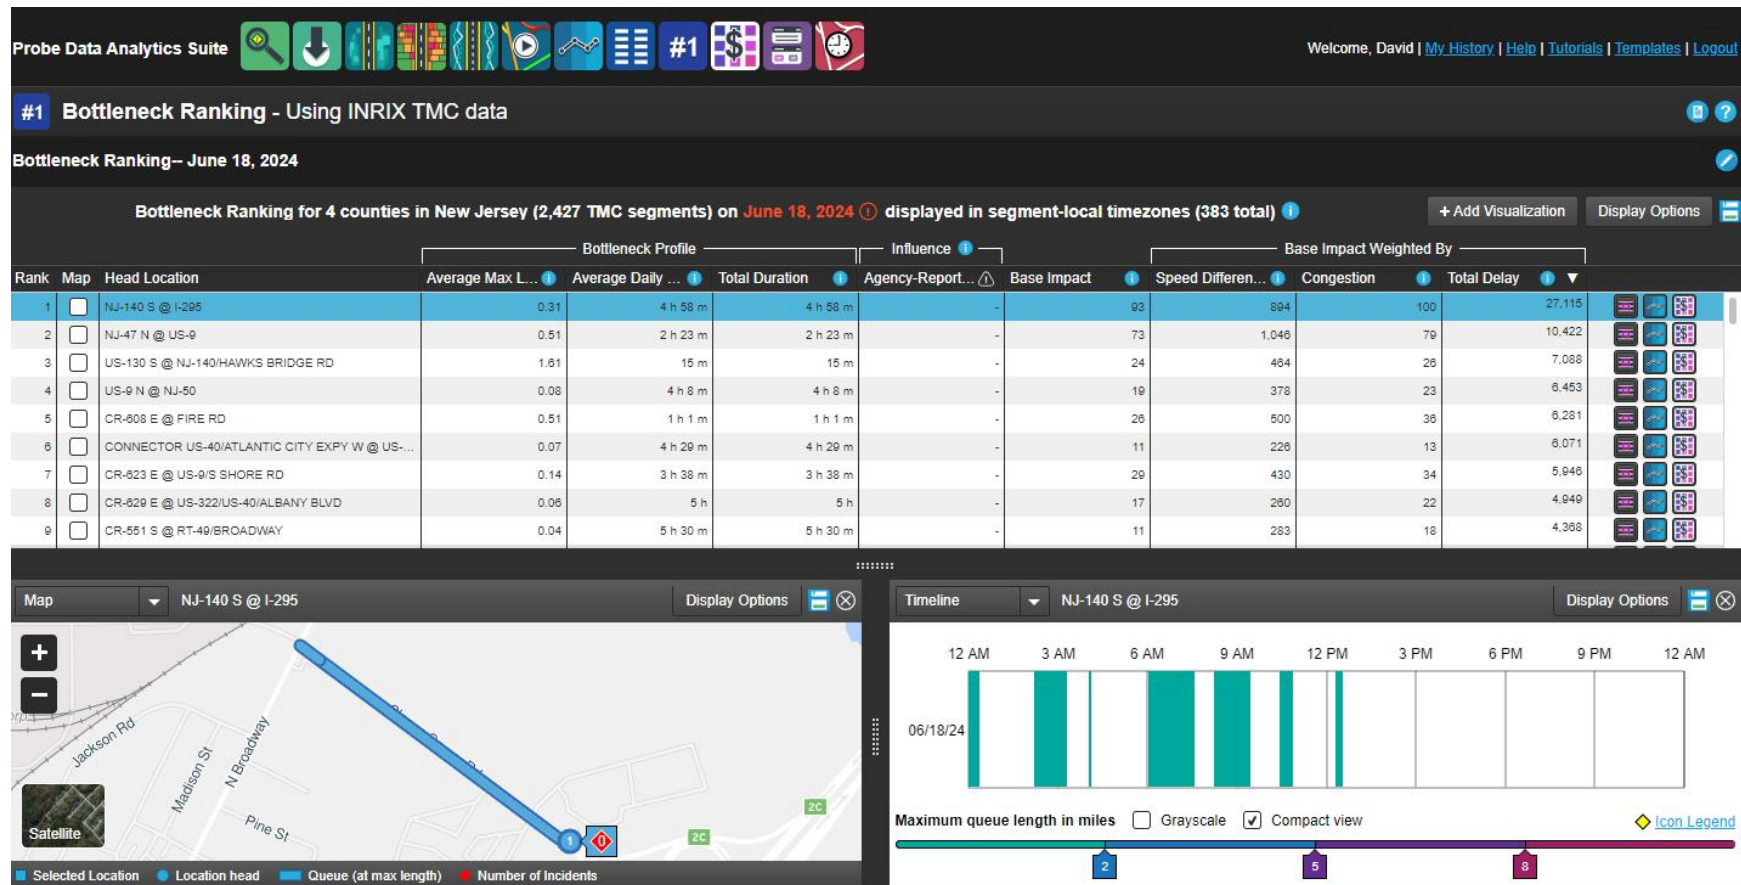 Probe Data Analytics Suite #1 Welcome, David | My History | Help | Tutorials | Templates | Logout
#1 Bottleneck Ranking - Using INRIX TMC data
Bottleneck Ranking-- June 18, 2024
Bottleneck Ranking for 4 counties in New Jersey (2,427 TMC segments) on June 18, 2024 displayed in segment-local timezones (383 total) + Add Visualization Display Options
Bottleneck Profile Influence Base Impact Weighted By
Rank Map Head Location Average Max L... Average Daily ... Total Duration Agency-Report... Base Impact Speed Differen... Congestion Total Delay ▼
1 NJ-140 S @ I-295 0.31 4 h 58 m 4 h 58 m - 93 894 100 27,115
2 NJ-47 N @ US-9 0.51 2 h 23 m 2 h 23 m - 73 1,046 79 10,422
3 US-130 S @ NJ-140/HAWKS BRIDGE RD 1.61 15 m 15 m - 24 464 26 7,088
4 US-9 N @ NJ-50 0.08 4 h 8 m 4 h 8 m - 19 378 23 6,453
5 CR-608 E @ FIRE RD 0.51 1 h 1 m 1 h 1 m - 26 500 36 6,281
6 CONNECTOR US-40/ATLANTIC CITY EXPY W @ US-... 0.07 4 h 29 m 4 h 29 m - 11 226 13 6,071
7 CR-623 E @ US-9/S SHORE RD 0.14 3 h 38 m 3 h 38 m - 29 430 34 5,946
8 CR-629 E @ US-322/US-40/ALBANY BLVD 0.06 5 h 5 h - 17 260 22 4,949
9 CR-551 S @ RT-49/BROADWAY 0.04 5 h 30 m 5 h 30 m - 11 283 18 4,368
Map NJ-140 S @ I-295 Display Options
Timeline NJ-140 S @ I-295 Display Options
+
−
Jackson Rd
Madison St
N Broadway
Pine St
2C
2C
1
0
Satellite
Selected Location Location head Queue (at max length) Number of Incidents
12 AM 3 AM 6 AM 9 AM 12 PM 3 PM 6 PM 9 PM 12 AM
06/18/24
Maximum queue length in miles Grayscale Compact view Icon Legend
2 5 8